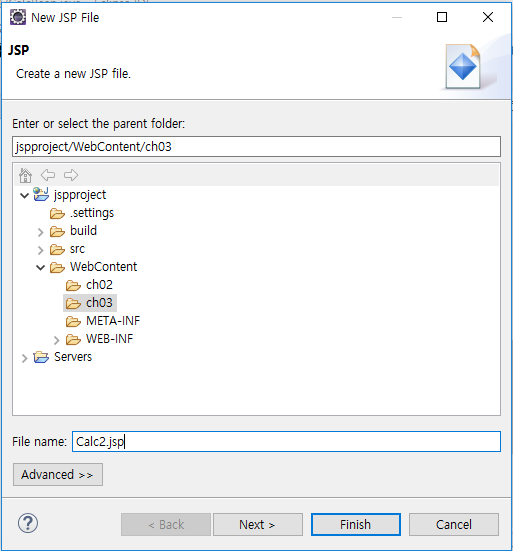 New JSP File
JSP
Create a new JSP file.
Enter or select the parent folder:
jspproject/WebContent/ch03
jspproject
.settings
build
src
WebContent
ch02
ch03
META-INF
WEB-INF
Servers
File name: Calc2.jsp
Advanced >>
? < Back Next > Finish Cancel